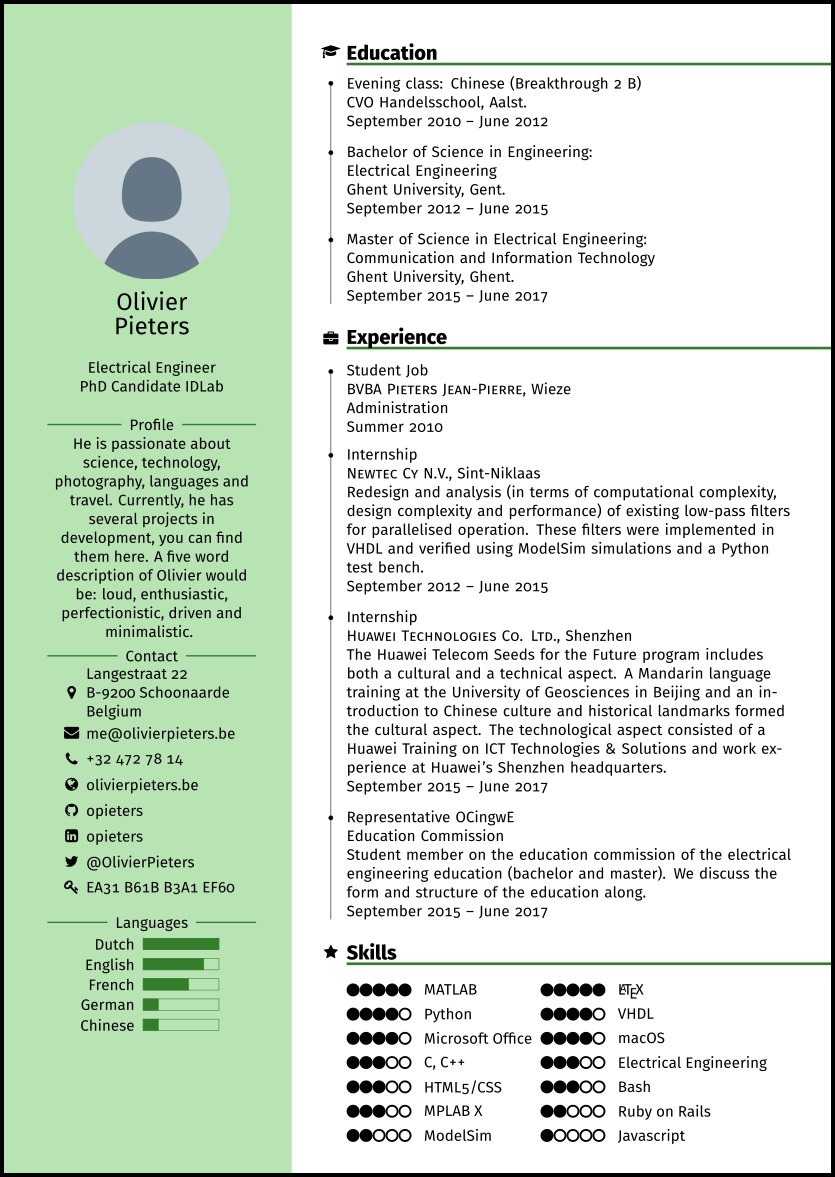 Olivier
Pieters
Electrical Engineer
PhD Candidate IDLab
Profile
He is passionate about
science, technology,
photography, languages and
travel. Currently, he has
several projects in
development, you can find
them here. A five word
description of Olivier would
be: loud, enthusiastic,
perfectionistic, driven and
minimalistic.
Contact
Langestraat 22
B-9200 Schoonaarde
Belgium
me@olivierpieters.be
+32 472 78 14
olivierpieters.be
opieters
opieters
@OlivierPieters
EA31 B61B B3A1 EF60
Languages
Dutch
English
French
German
Chinese
Education
Evening class: Chinese (Breakthrough 2 B)
CVO Handelsschool, Aalst.
September 2010 – June 2012
Bachelor of Science in Engineering:
Electrical Engineering
Ghent University, Gent.
September 2012 – June 2015
Master of Science in Electrical Engineering:
Communication and Information Technology
Ghent University, Ghent.
September 2015 – June 2017
Experience
Student Job
BVBA Pieters Jean-Pierre, Wieze
Administration
Summer 2010
Internship
Newtec Cy N.V., Sint-Niklaas
Redesign and analysis (in terms of computational complexity,
design complexity and performance) of existing low-pass filters
for parallelised operation. These filters were implemented in
VHDL and verified using ModelSim simulations and a Python
test bench.
September 2012 – June 2015
Internship
Huawei Technologies Co. Ltd., Shenzhen
The Huawei Telecom Seeds for the Future program includes
both a cultural and a technical aspect. A Mandarin language
training at the University of Geosciences in Beijing and an in-
troduction to Chinese culture and historical landmarks formed
the cultural aspect. The technological aspect consisted of a
Huawei Training on ICT Technologies & Solutions and work ex-
perience at Huawei's Shenzhen headquarters.
September 2015 – June 2017
Representative OCingwE
Education Commission
Student member on the education commission of the electrical
engineering education (bachelor and master). We discuss the
form and structure of the education along.
September 2015 – June 2017
Skills
MATLAB LATEX
Python VHDL
Microsoft Office macOS
C, C++ Electrical Engineering
HTML5/CSS Bash
MPLAB X Ruby on Rails
ModelSim Javascript